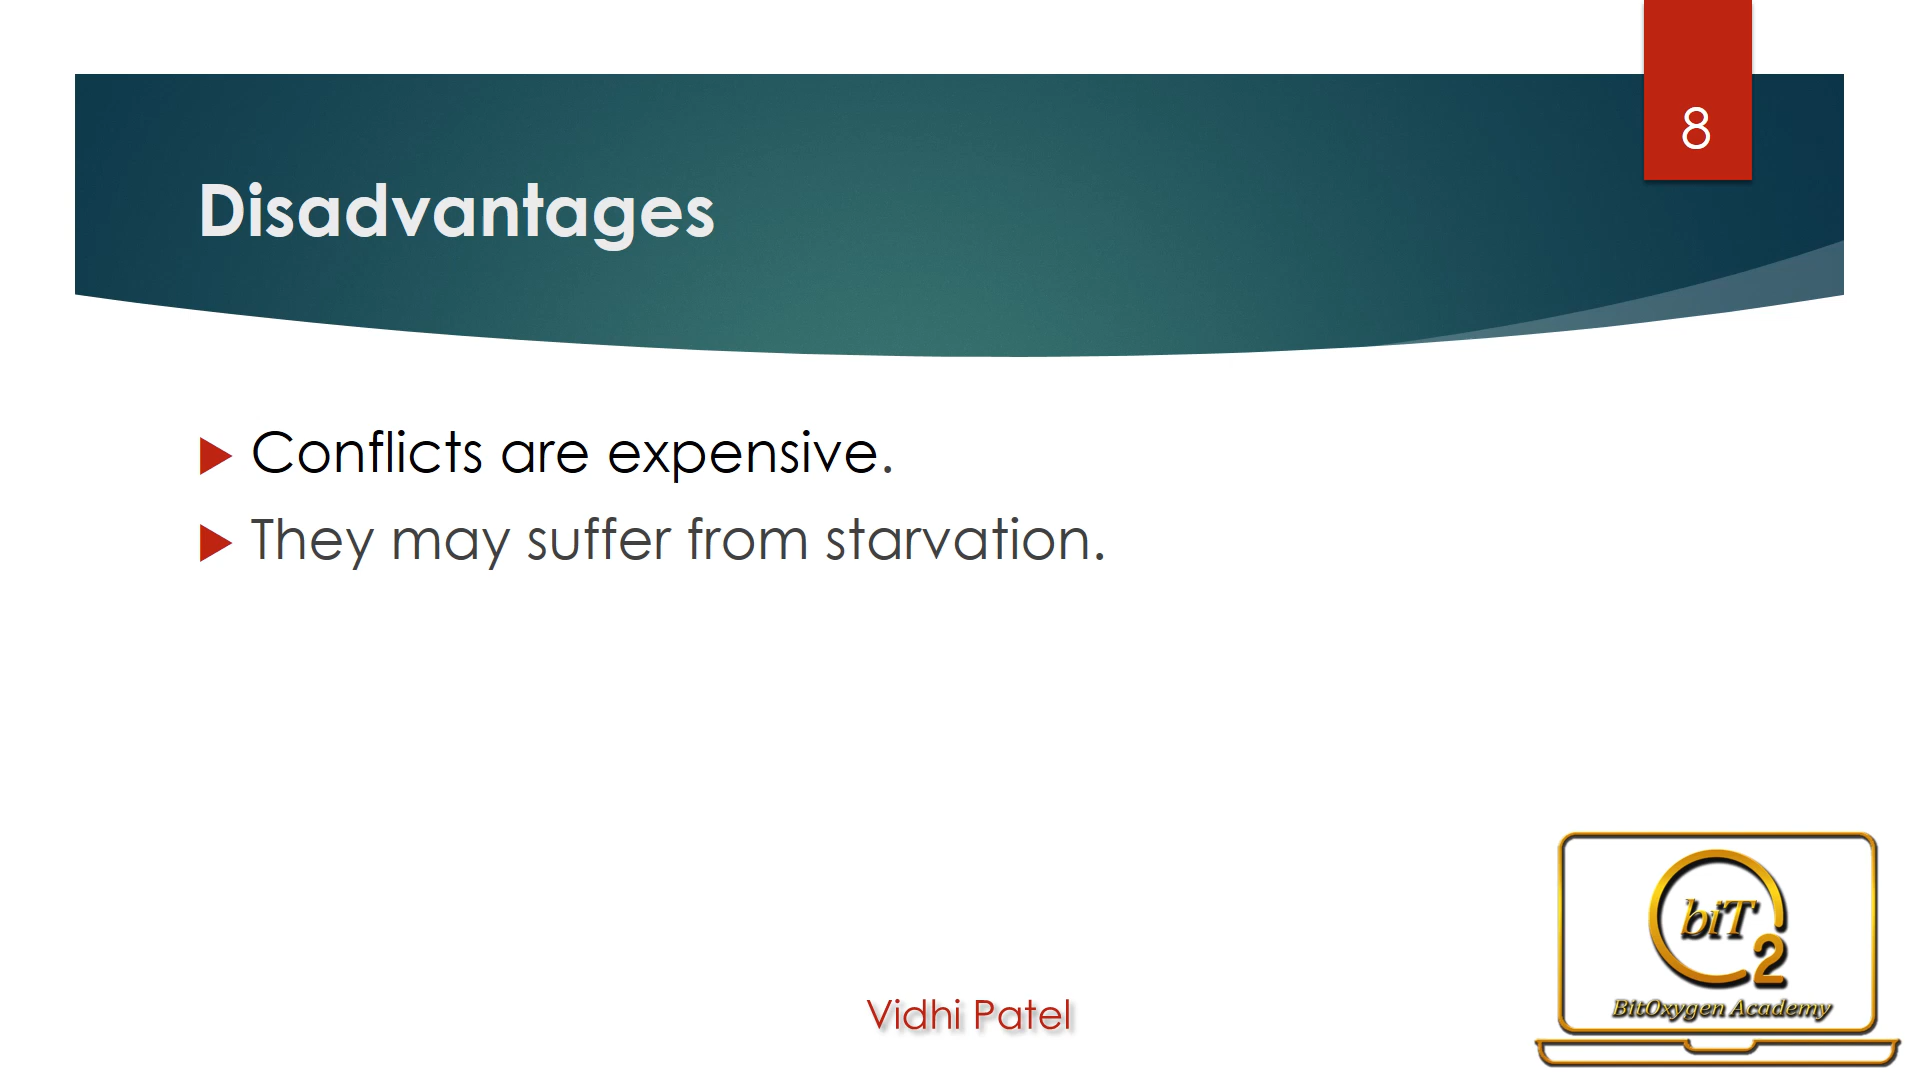 8
Disadvantages
Conflicts are expensive.
They may suffer from starvation.
Vidhi Patel
biT
2
BitOxygen Academy